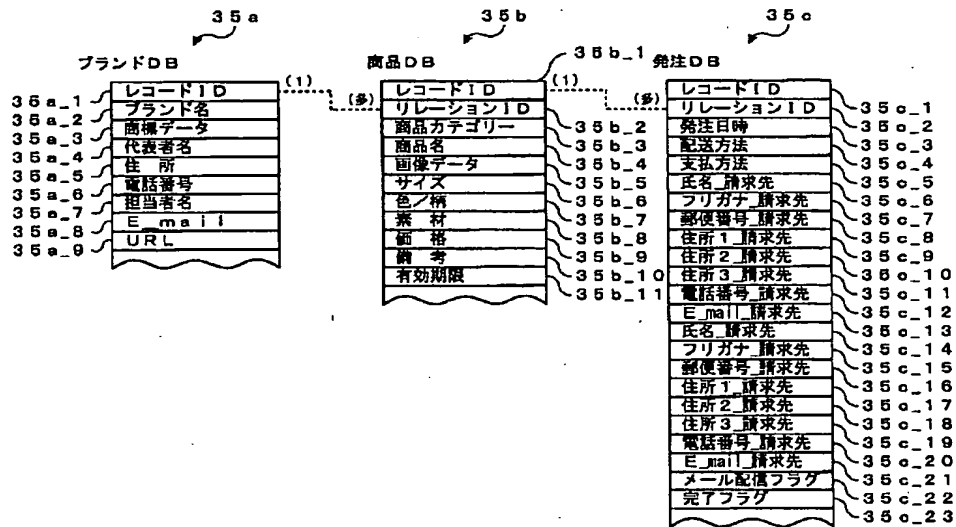 35a
35b
35c
ブランドDB
商品DB
発注DB
35b_1
レコードID
ブランド名
商標データ
代表者名
住 所
電話番号
担当者名
E_mail
URL
35a_1
35a_2
35a_3
35a_4
35a_5
35a_6
35a_7
35a_8
35a_9
(1)
(多)
レコードID
リレーションID
商品カテゴリー
商品名
画像データ
サイズ
色/柄
素 材
価 格
備 考
有効期限
35b_2
35b_3
35b_4
35b_5
35b_6
35b_7
35b_8
35b_9
35b_10
35b_11
(1)
(多)
レコードID
リレーションID
発注日時
配送方法
支払方法
氏名_請求先
フリガナ_請求先
郵便番号_請求先
住所1_請求先
住所2_請求先
住所3_請求先
電話番号_請求先
E_mail_請求先
氏名_請求先
フリガナ_請求先
郵便番号_請求先
住所1_請求先
住所2_請求先
住所3_請求先
電話番号_請求先
E_mail_請求先
メール配信フラグ
完了フラグ
35c_1
35c_2
35c_3
35c_4
35c_5
35c_6
35c_7
35c_8
35c_9
35c_10
35c_11
35c_12
35c_13
35c_14
35c_15
35c_16
35c_17
35c_18
35c_19
35c_20
35c_21
35c_22
35c_23